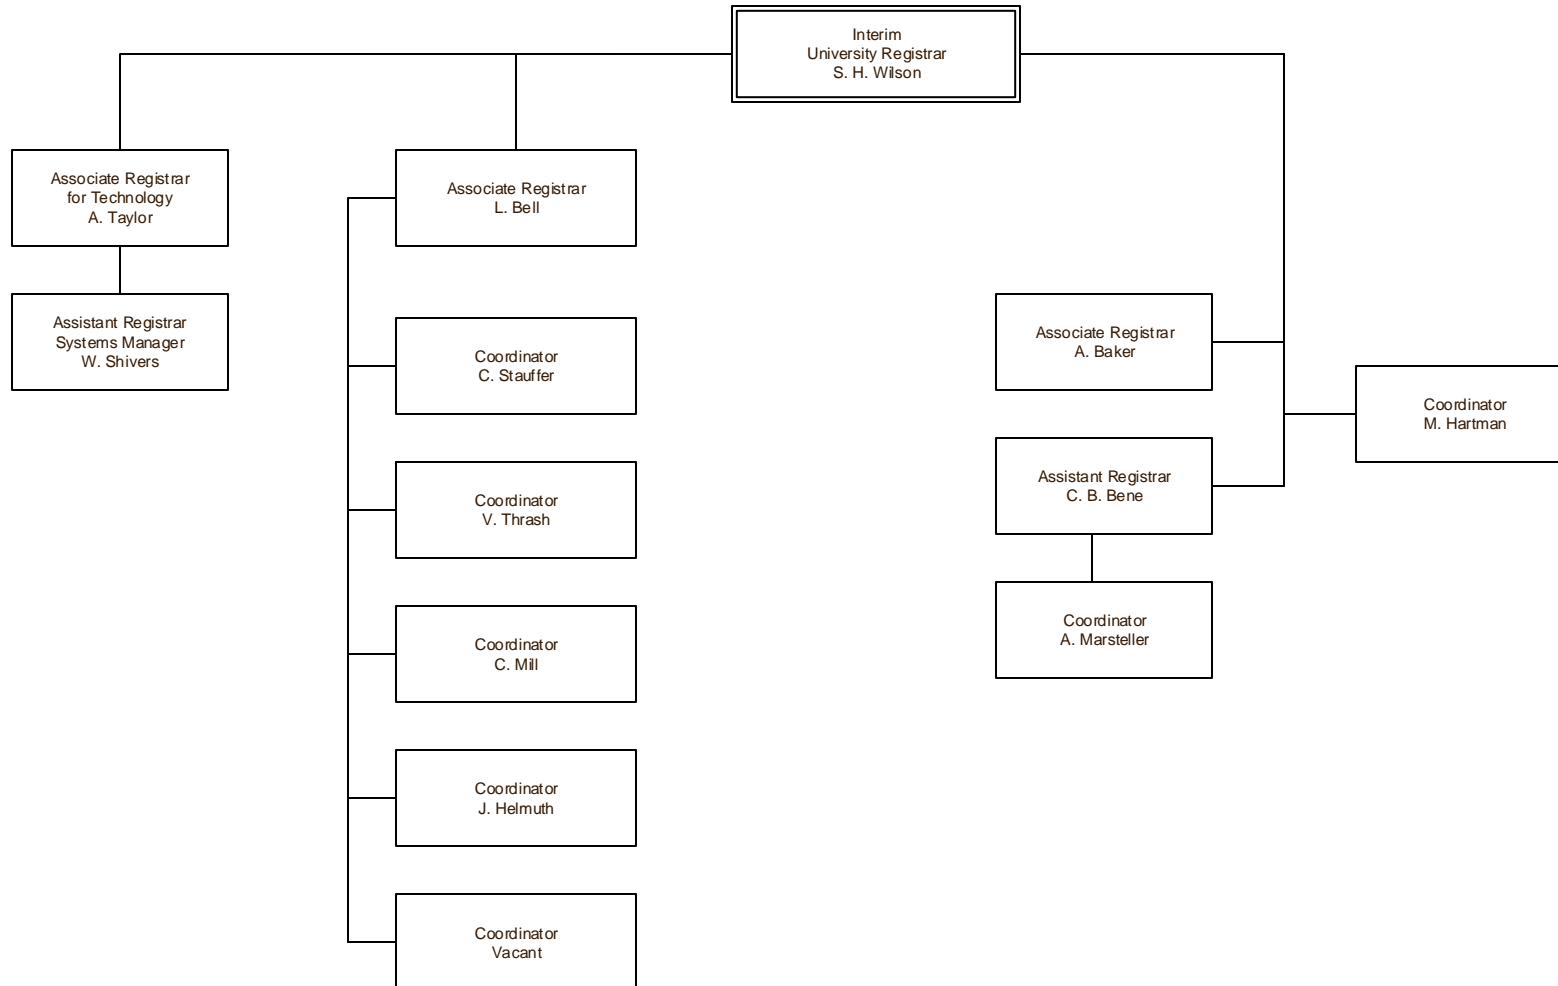 Interim
University Registrar
S. H. Wilson
Associate Registrar
for Technology
A. Taylor
Associate Registrar
L. Bell
Assistant Registrar
Systems Manager
W. Shivers
Coordinator
C. Stauffer
Associate Registrar
A. Baker
Coordinator
M. Hartman
Coordinator
V. Thrash
Assistant Registrar
C. B. Bene
Coordinator
C. Mill
Coordinator
A. Marsteller
Coordinator
J. Helmuth
Coordinator
Vacant